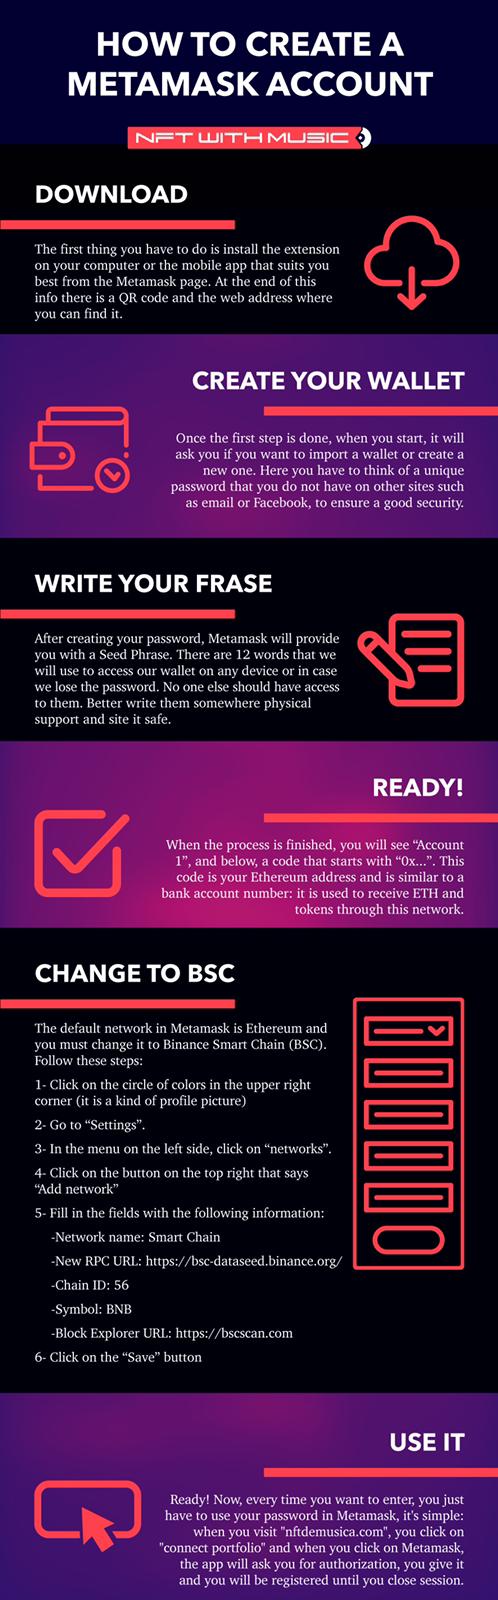 HOW TO CREATE A
METAMASK ACCOUNT
NFT WITH MUSIC
DOWNLOAD
The first thing you have to do is install the extension
on your computer or the mobile app that suits you
best from the Metamask page. At the end of this
info there is a QR code and the web address where
you can find it.
CREATE YOUR WALLET
Once the first step is done, when you start, it will
ask you if you want to import a wallet or create a
new one. Here you have to think of a unique
password that you do not have on other sites such
as email or Facebook, to ensure a good security.
WRITE YOUR FRASE
After creating your password, Metamask will provide
you with a Seed Phrase. There are 12 words that we
will use to access our wallet on any device or in case
we lose the password. No one else should have access
to them. Better write them somewhere physical
support and site it safe.
READY!
When the process is finished, you will see “Account
1”, and below, a code that starts with “0x...”. This
code is your Ethereum address and is similar to a
bank account number: it is used to receive ETH and
tokens through this network.
CHANGE TO BSC
The default network in Metamask is Ethereum and
you must change it to Binance Smart Chain (BSC).
Follow these steps:
1- Click on the circle of colors in the upper right
corner (it is a kind of profile picture)
2- Go to “Settings”.
3- In the menu on the left side, click on “networks”.
4- Click on the button on the top right that says
“Add network”
5- Fill in the fields with the following information:
-Network name: Smart Chain
-New RPC URL: https://bsc-dataseed.binance.org/
-Chain ID: 56
-Symbol: BNB
-Block Explorer URL: https://bscscan.com
6- Click on the “Save” button
USE IT
Ready! Now, every time you want to enter, you just
have to use your password in Metamask, it's simple:
when you visit "nftdemusica.com", you click on
"connect portfolio" and when you click on Metamask,
the app will ask you for authorization, you give it
and you will be registered until you close session.